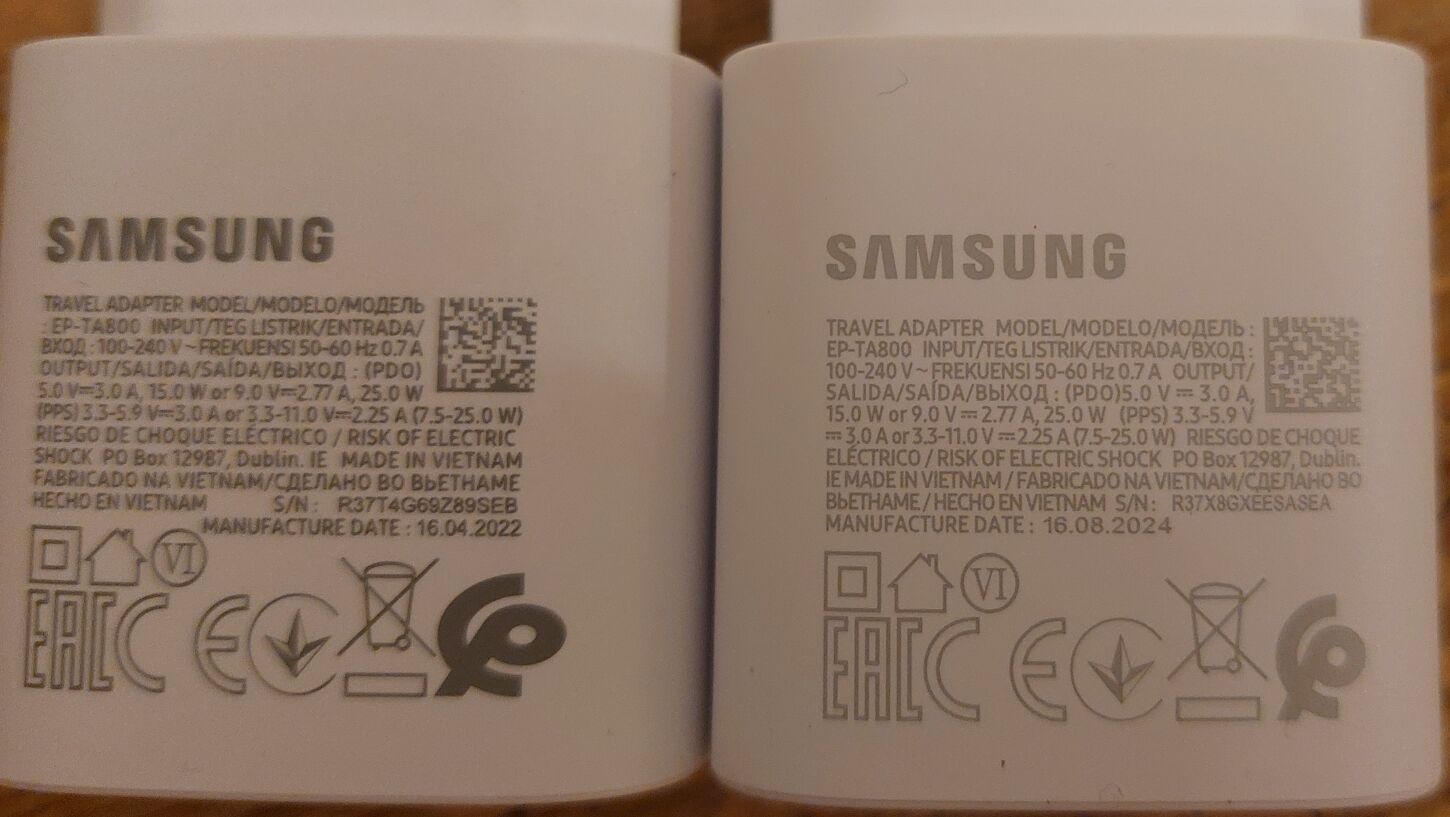 SAMSUNG
TRAVEL ADAPTER MODEL/MODELO/МОДЕЛЬ
: EP-TA800 INPUT/TEG LISTRIK/ENTRADA/
ВХОД : 100-240 V ~ FREKUENSI 50-60 Hz 0.7 A
OUTPUT/SALIDA/SAÍDA/ВЫХОД : (PDO)
5.0 V⎓3.0 A, 15.0 W or 9.0 V⎓2.77 A, 25.0 W
(PPS) 3.3-5.9 V⎓3.0 A or 3.3-11.0 V⎓2.25 A (7.5-25.0 W)
RIESGO DE CHOQUE ELÉCTRICO / RISK OF ELECTRIC
SHOCK PO Box 12987, Dublin. IE MADE IN VIETNAM
FABRICADO NA VIETNAM/СДЕЛАНО ВО ВЬЕТНАМЕ
HECHO EN VIETNAM S/N : R37T4G69Z89SEB
MANUFACTURE DATE : 16.04.2022
VI
EAC CE
SAMSUNG
TRAVEL ADAPTER MODEL/MODELO/МОДЕЛЬ :
EP-TA800 INPUT/TEG LISTRIK/ENTRADA/ВХОД :
100-240 V ~ FREKUENSI 50-60 Hz 0.7 A OUTPUT/
SALIDA/SAÍDA/ВЫХОД : (PDO)5.0 V ⎓ 3.0 A,
15.0 W or 9.0 V ⎓ 2.77 A, 25.0 W (PPS) 3.3-5.9 V
⎓ 3.0 A or 3.3-11.0 V ⎓ 2.25 A (7.5-25.0 W) RIESGO DE CHOQUE
ELÉCTRICO / RISK OF ELECTRIC SHOCK PO Box 12987, Dublin.
IE MADE IN VIETNAM / FABRICADO NA VIETNAM/СДЕЛАНО ВО
ВЬЕТНАМЕ / HECHO EN VIETNAM S/N : R37X8GXEESASEA
MANUFACTURE DATE : 16.08.2024
VI
EAC CE